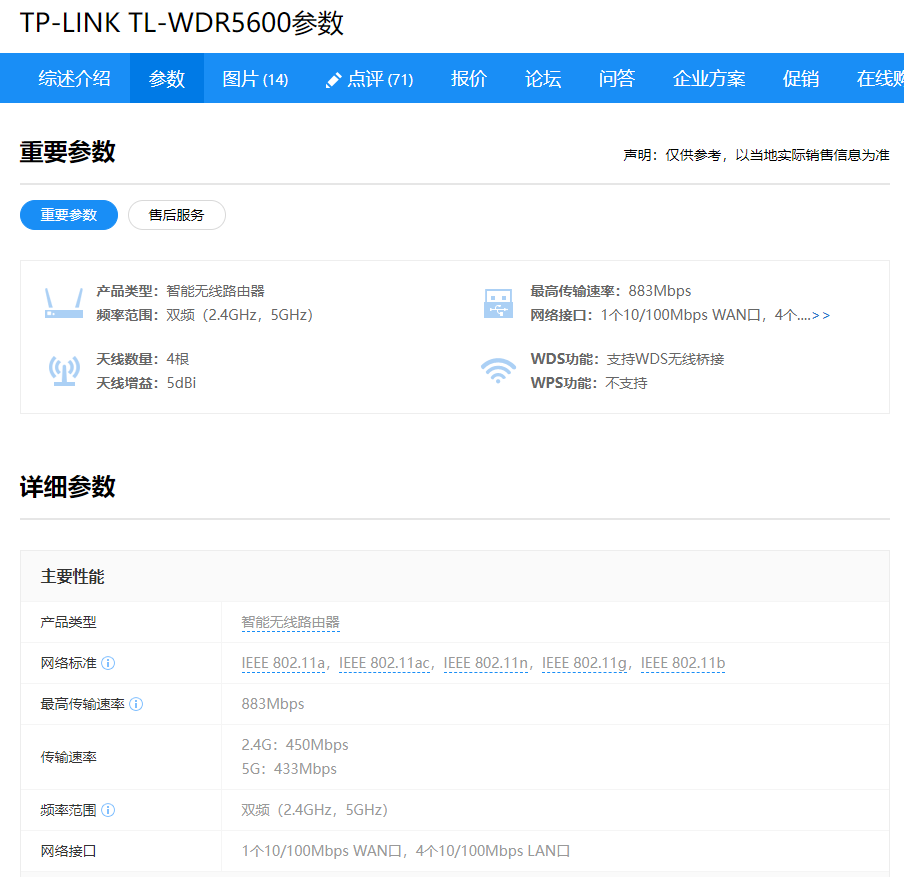 TP-LINK TL-WDR5600参数
综述介绍 参数 图片 (14) 点评 (71) 报价 论坛 问答 企业方案 促销 在线购
重要参数
声明：仅供参考，以当地实际销售信息为准
重要参数 售后服务
产品类型：智能无线路由器
频率范围：双频（2.4GHz，5GHz）
最高传输速率：883Mbps
网络接口：1个10/100Mbps WAN口，4个....>>
天线数量：4根
天线增益：5dBi
WDS功能：支持WDS无线桥接
WPS功能：不支持
详细参数
主要性能
产品类型 智能无线路由器
网络标准 IEEE 802.11a，IEEE 802.11ac，IEEE 802.11n，IEEE 802.11g，IEEE 802.11b
最高传输速率 883Mbps
传输速率 2.4G：450Mbps
5G：433Mbps
频率范围 双频（2.4GHz，5GHz）
网络接口 1个10/100Mbps WAN口，4个10/100Mbps LAN口